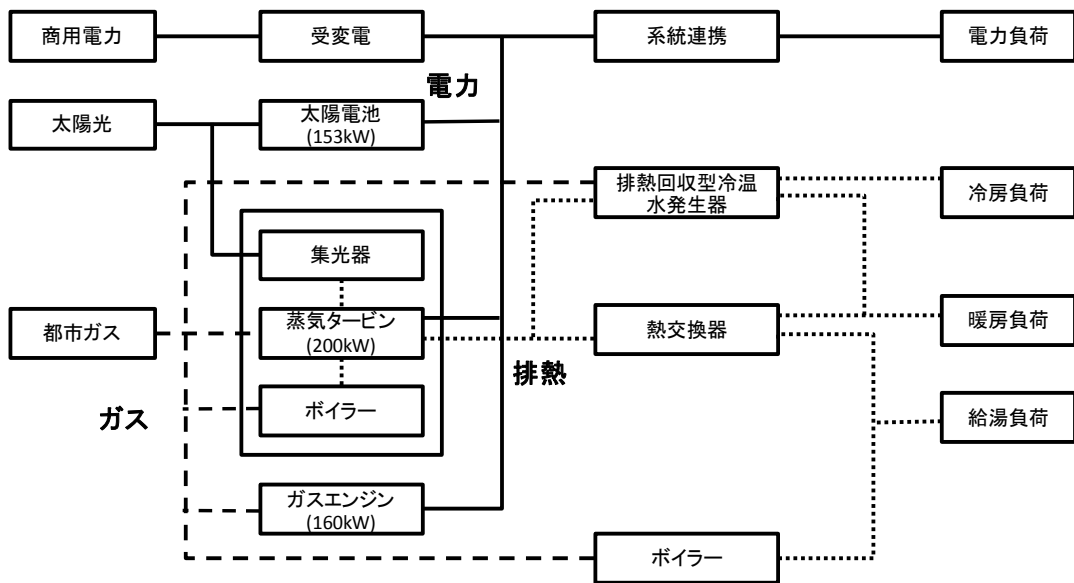 商用電力
受変電
系統連携
電力負荷
電力
太陽光
太陽電池
(153kW)
排熱回収型冷温
水発生器
冷房負荷
集光器
都市ガス
蒸気タービン
(200kW)
熱交換器
暖房負荷
排熱
ガス
ボイラー
給湯負荷
ガスエンジン
(160kW)
ボイラー